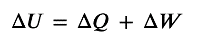 ΔU = ΔQ + ΔW